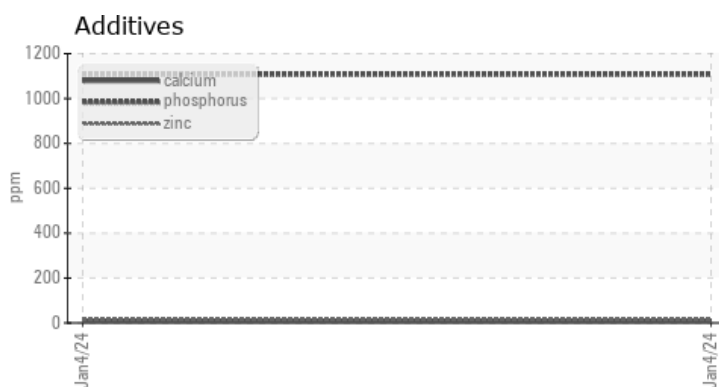 Additives
1200
1000
800
600
400
200
0
ppm
calcium
phosphorus
zinc
Jan4/24
Jan4/24